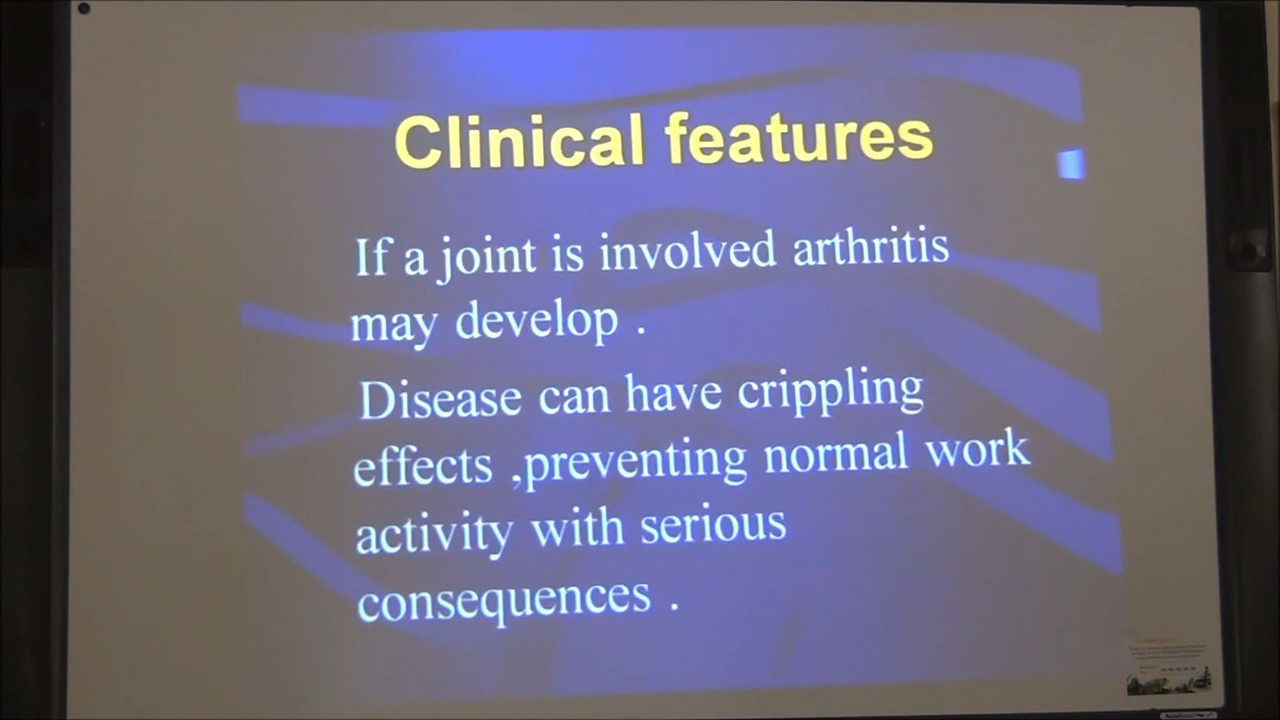 Clinical features
If a joint is involved arthritis
may develop .
Disease can have crippling
effects ,preventing normal work
activity with serious
consequences .